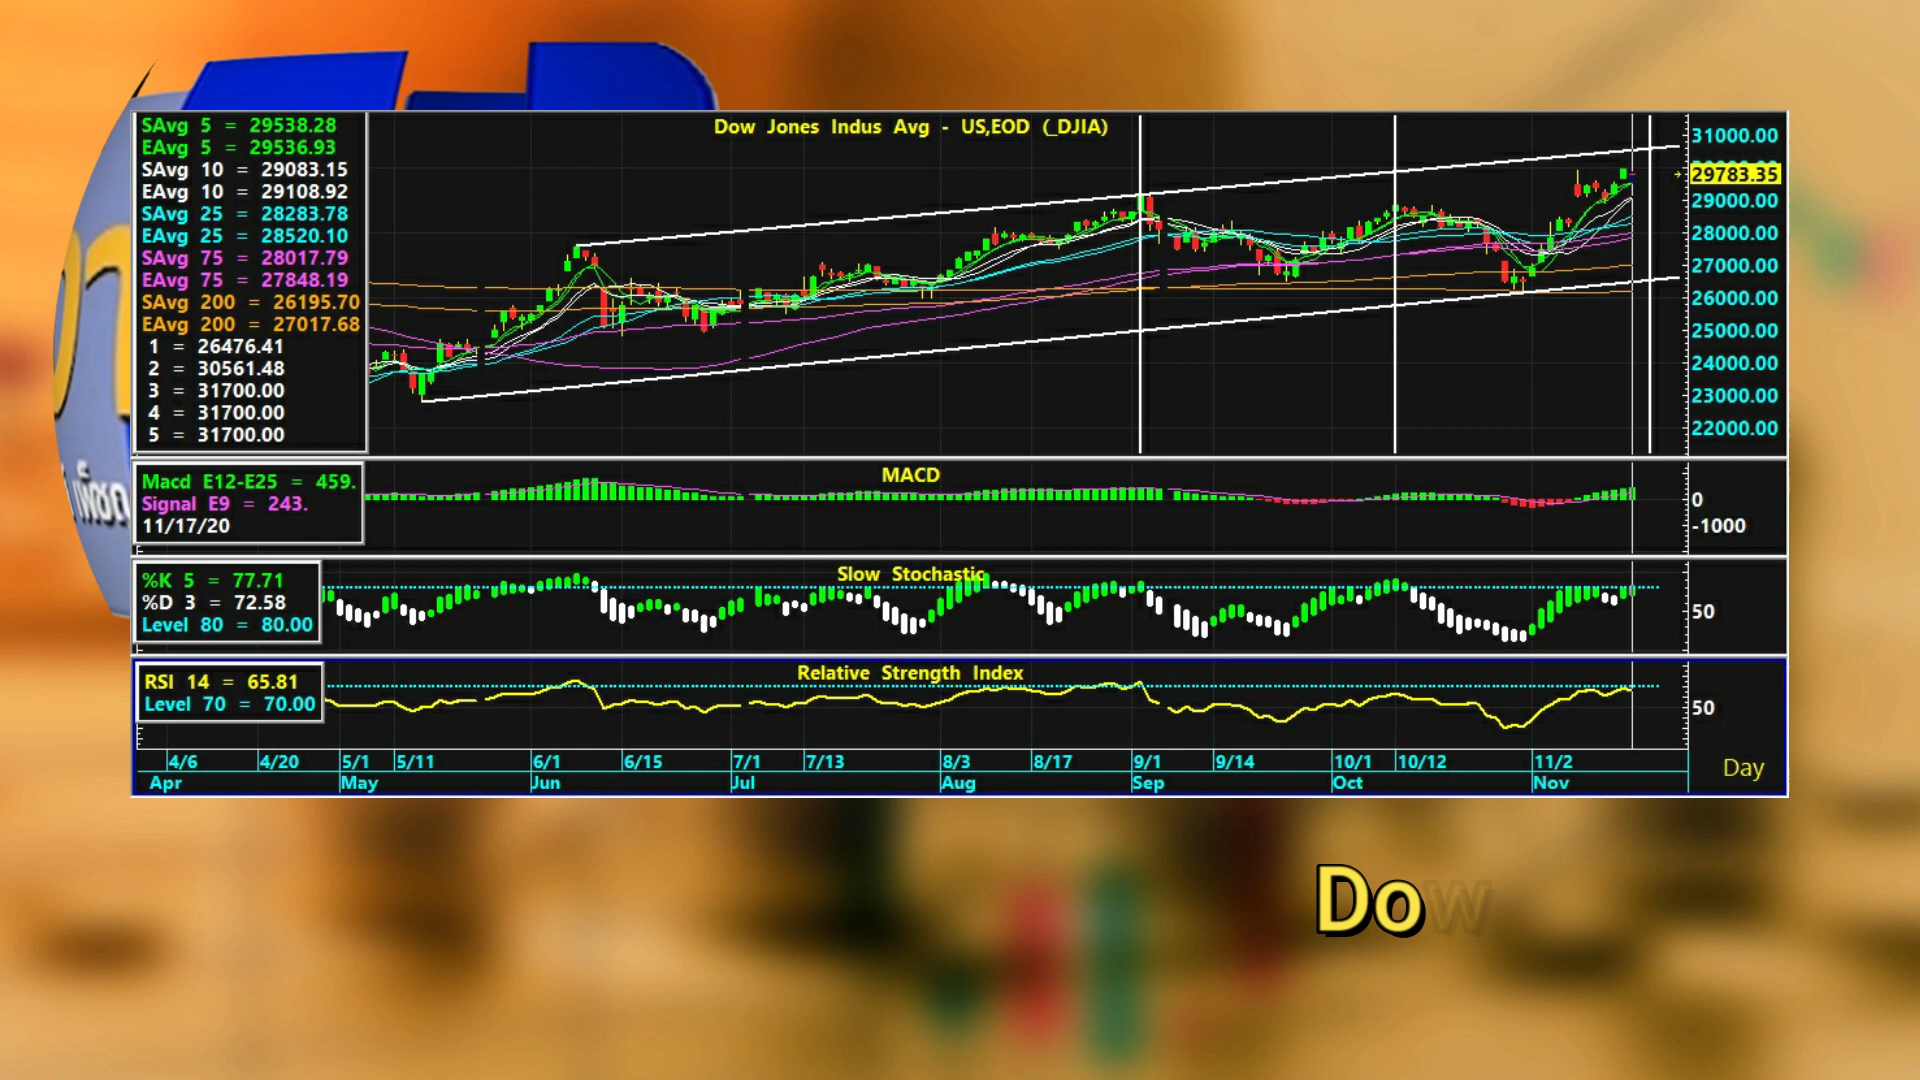 Dow Jones Indus Avg - US,EOD (_DJIA)
SAvg 5 = 29538.28
EAvg 5 = 29536.93
SAvg 10 = 29083.15
EAvg 10 = 29108.92
SAvg 25 = 28283.78
EAvg 25 = 28520.10
SAvg 75 = 28017.79
EAvg 75 = 27848.19
SAvg 200 = 26195.70
EAvg 200 = 27017.68
1 = 26476.41
2 = 30561.48
3 = 31700.00
4 = 31700.00
5 = 31700.00
31000.00
29783.35
29000.00
28000.00
27000.00
26000.00
25000.00
24000.00
23000.00
22000.00
MACD
Macd E12-E25 = 459.
Signal E9 = 243.
11/17/20
0
-1000
Slow Stochastic
%K 5 = 77.71
%D 3 = 72.58
Level 80 = 80.00
50
Relative Strength Index
RSI 14 = 65.81
Level 70 = 70.00
50
4/6 4/20 5/1 5/11 6/1 6/15 7/1 7/13 8/3 8/17 9/1 9/14 10/1 10/12 11/2
Apr May Jun Jul Aug Sep Oct Nov
Day
Dow